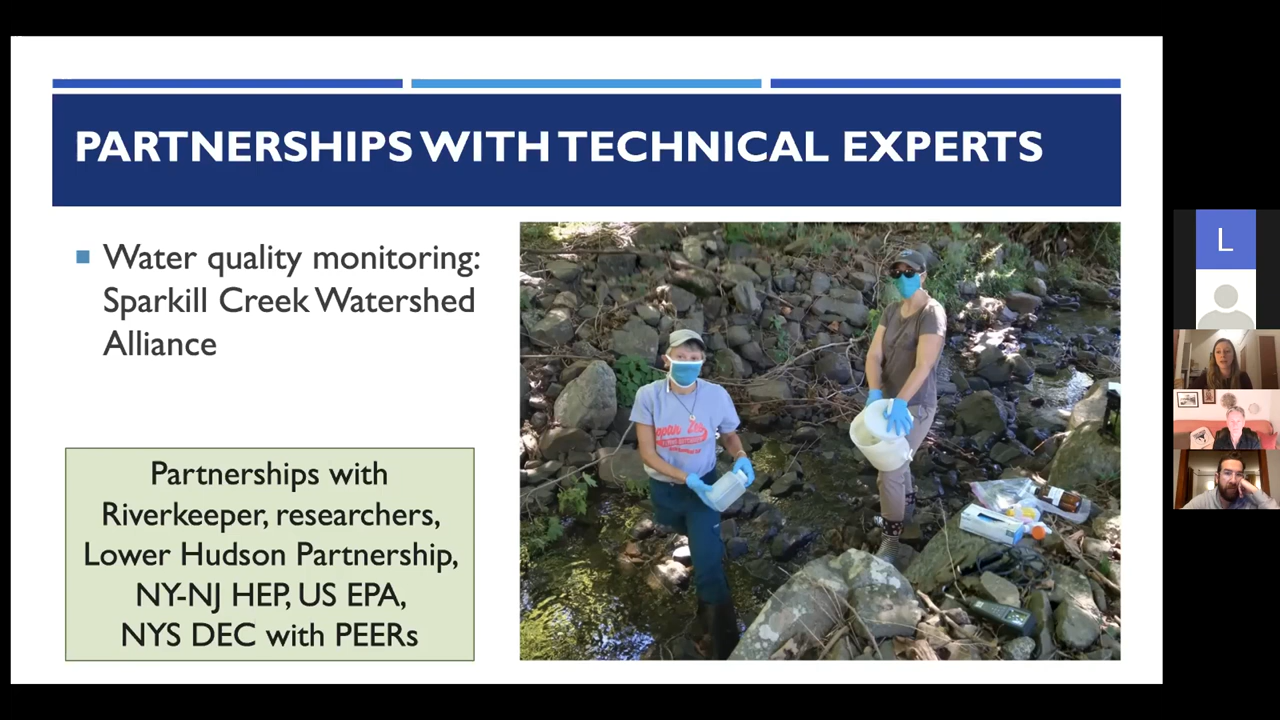 PARTNERSHIPS WITH TECHNICAL EXPERTS
Water quality monitoring:
Sparkill Creek Watershed
Alliance
Partnerships with
Riverkeeper, researchers,
Lower Hudson Partnership,
NY-NJ HEP, US EPA,
NYS DEC with PEERs
L